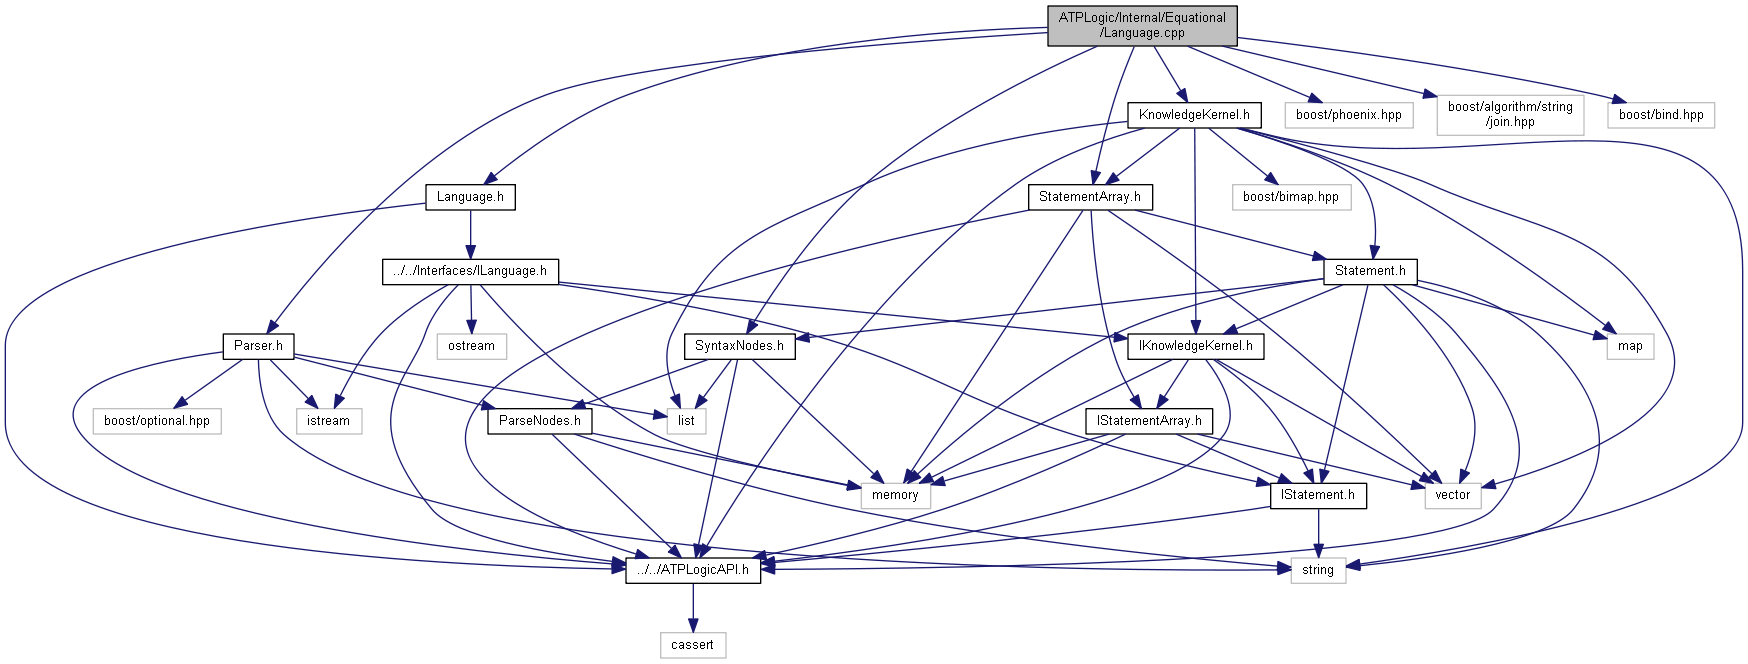 ATPLogic/Internal/Equational
/Language.cpp
KnowledgeKernel.h
boost/phoenix.hpp
boost/algorithm/string
/join.hpp
boost/bind.hpp
Language.h
StatementArray.h
boost/bimap.hpp
../../Interfaces/ILanguage.h
Statement.h
Parser.h
ostream
SyntaxNodes.h
IKnowledgeKernel.h
map
boost/optional.hpp
istream
ParseNodes.h
list
IStatementArray.h
memory
IStatement.h
vector
../../ATPLogicAPI.h
string
cassert